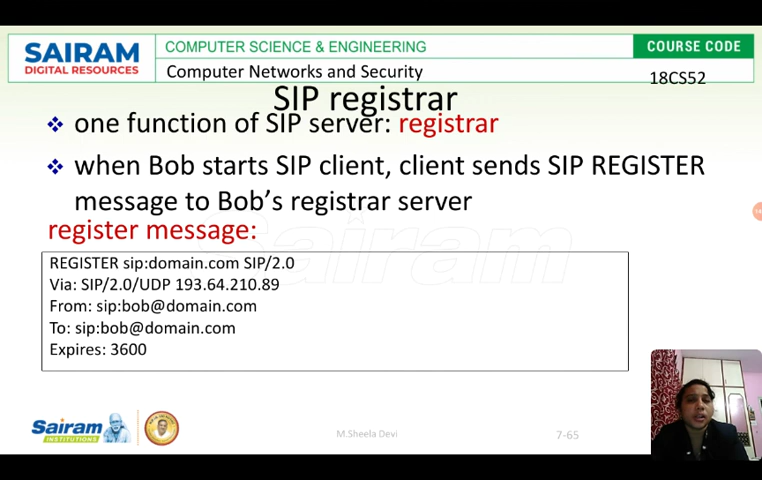 SAIRAM
DIGITAL RESOURCES
COMPUTER SCIENCE & ENGINEERING
COURSE CODE
Computer Networks and Security
18CS52
SIP registrar
❖ one function of SIP server: registrar
❖ when Bob starts SIP client, client sends SIP REGISTER
message to Bob’s registrar server
register message:
Sairam
REGISTER sip:domain.com SIP/2.0
Via: SIP/2.0/UDP 193.64.210.89
From: sip:bob@domain.com
To: sip:bob@domain.com
Expires: 3600
Sairam
INSTITUTIONS
M.Sheela Devi
7-65